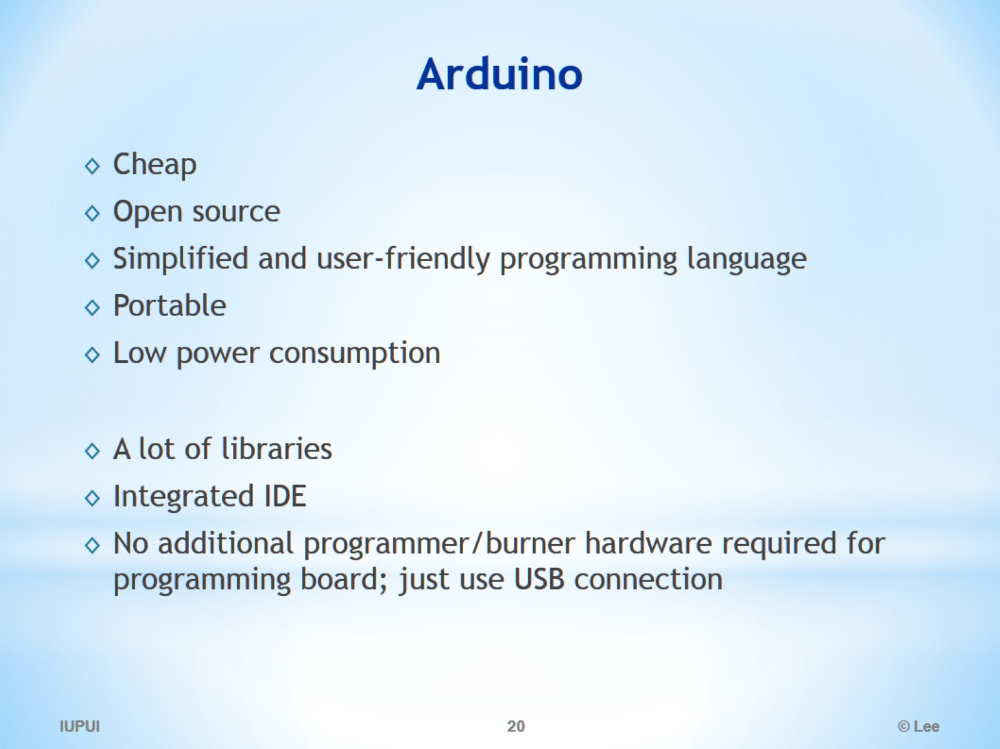 Arduino
◇ Cheap
◇ Open source
◇ Simplified and user-friendly programming language
◇ Portable
◇ Low power consumption
◇ A lot of libraries
◇ Integrated IDE
◇ No additional programmer/burner hardware required for
programming board; just use USB connection
IUPUI 20 © Lee